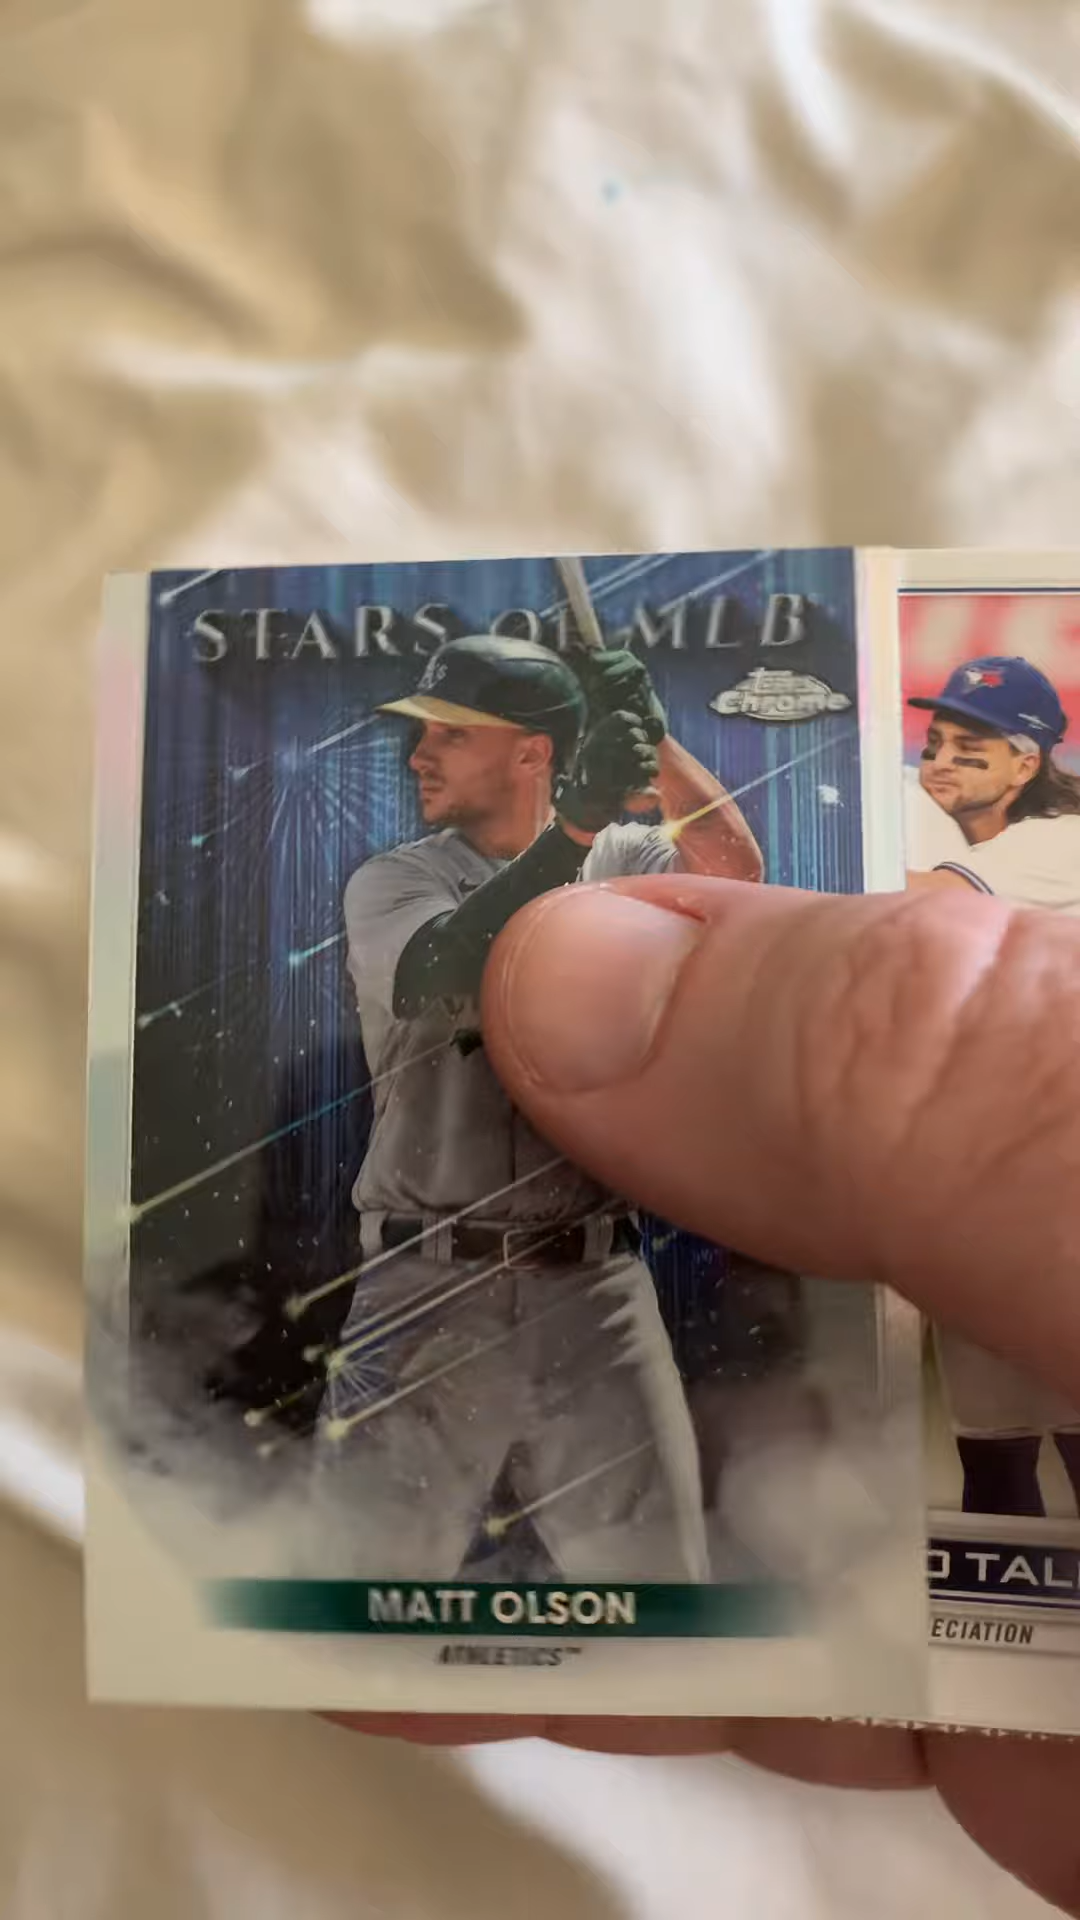 STARS OF MLB
Topps
Chrome
A's
MATT OLSON
ATHLETICS™
TAL
ECIATION